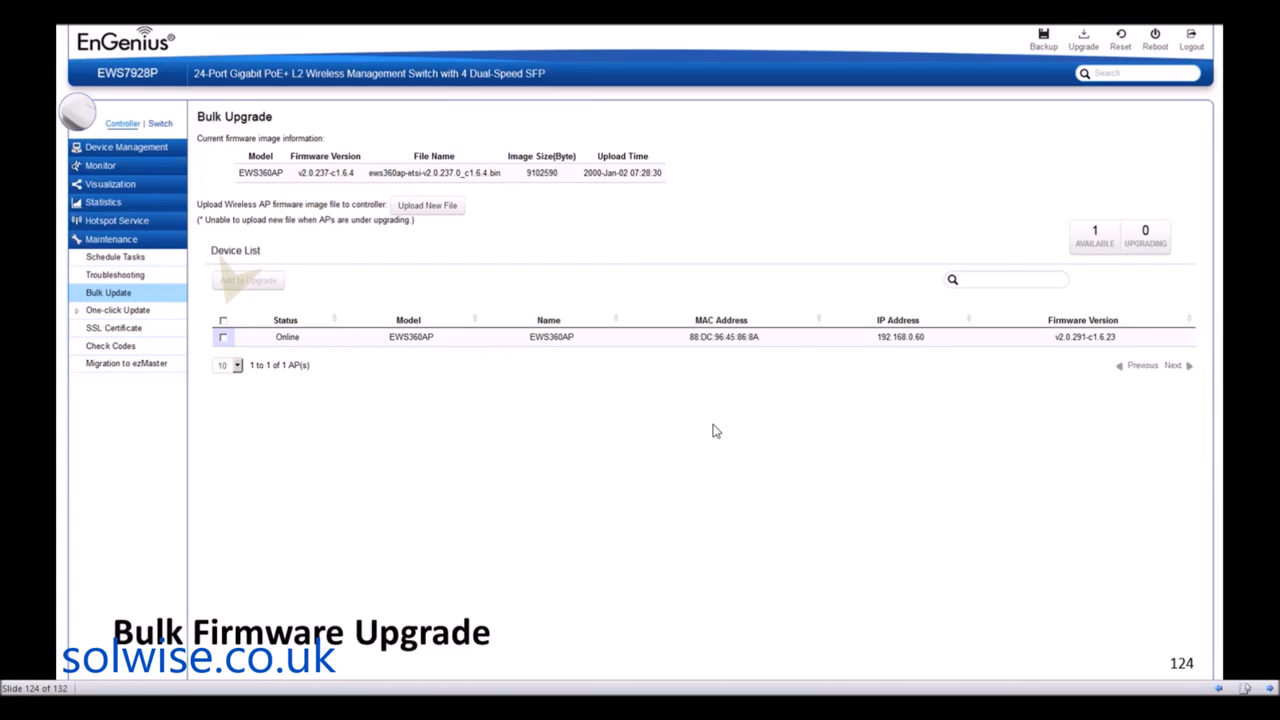 EnGenius®
Backup Upgrade Reset Reboot Logout
EWS7928P 24-Port Gigabit PoE+ L2 Wireless Management Switch with 4 Dual-Speed SFP Search
Controller | Switch
Device Management
Monitor
Visualization
Statistics
Hotspot Service
Maintenance
Schedule Tasks
Troubleshooting
Bulk Update
One-click Update
SSL Certificate
Check Codes
Migration to ezMaster
Bulk Upgrade
Current firmware image information:
Model Firmware Version File Name Image Size(Byte) Upload Time
EWS360AP v2.0.237-c1.6.4 ews360ap-etsi-v2.0.237.0_c1.6.4.bin 9102590 2000-Jan-02 07:28:30
Upload Wireless AP firmware image file to controller: Upload New File
(* Unable to upload new file when APs are under upgrading.)
1 0
AVAILABLE UPGRADING
Device List
Add to Upgrade
Status Model Name MAC Address IP Address Firmware Version
Online EWS360AP EWS360AP 88:DC:96:45:86:8A 192.168.0.60 v2.0.291-c1.6.23
10 1 to 1 of 1 AP(s) Previous Next
Bulk Firmware Upgrade
solwise.co.uk
124
Slide 124 of 132